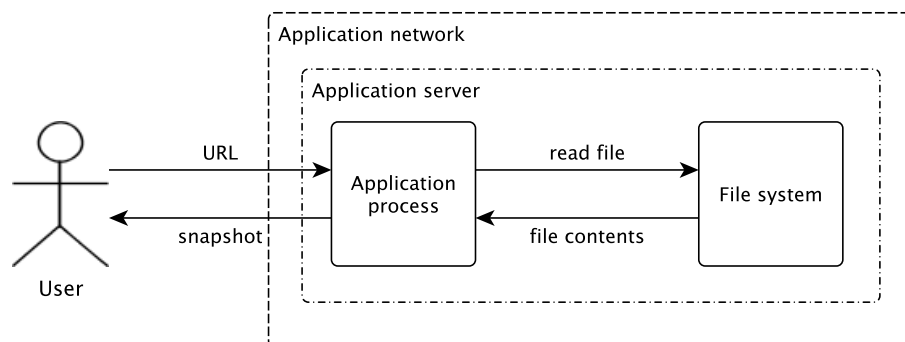 Application network
Application server
URL
read file
Application
process
File system
snapshot
file contents
User